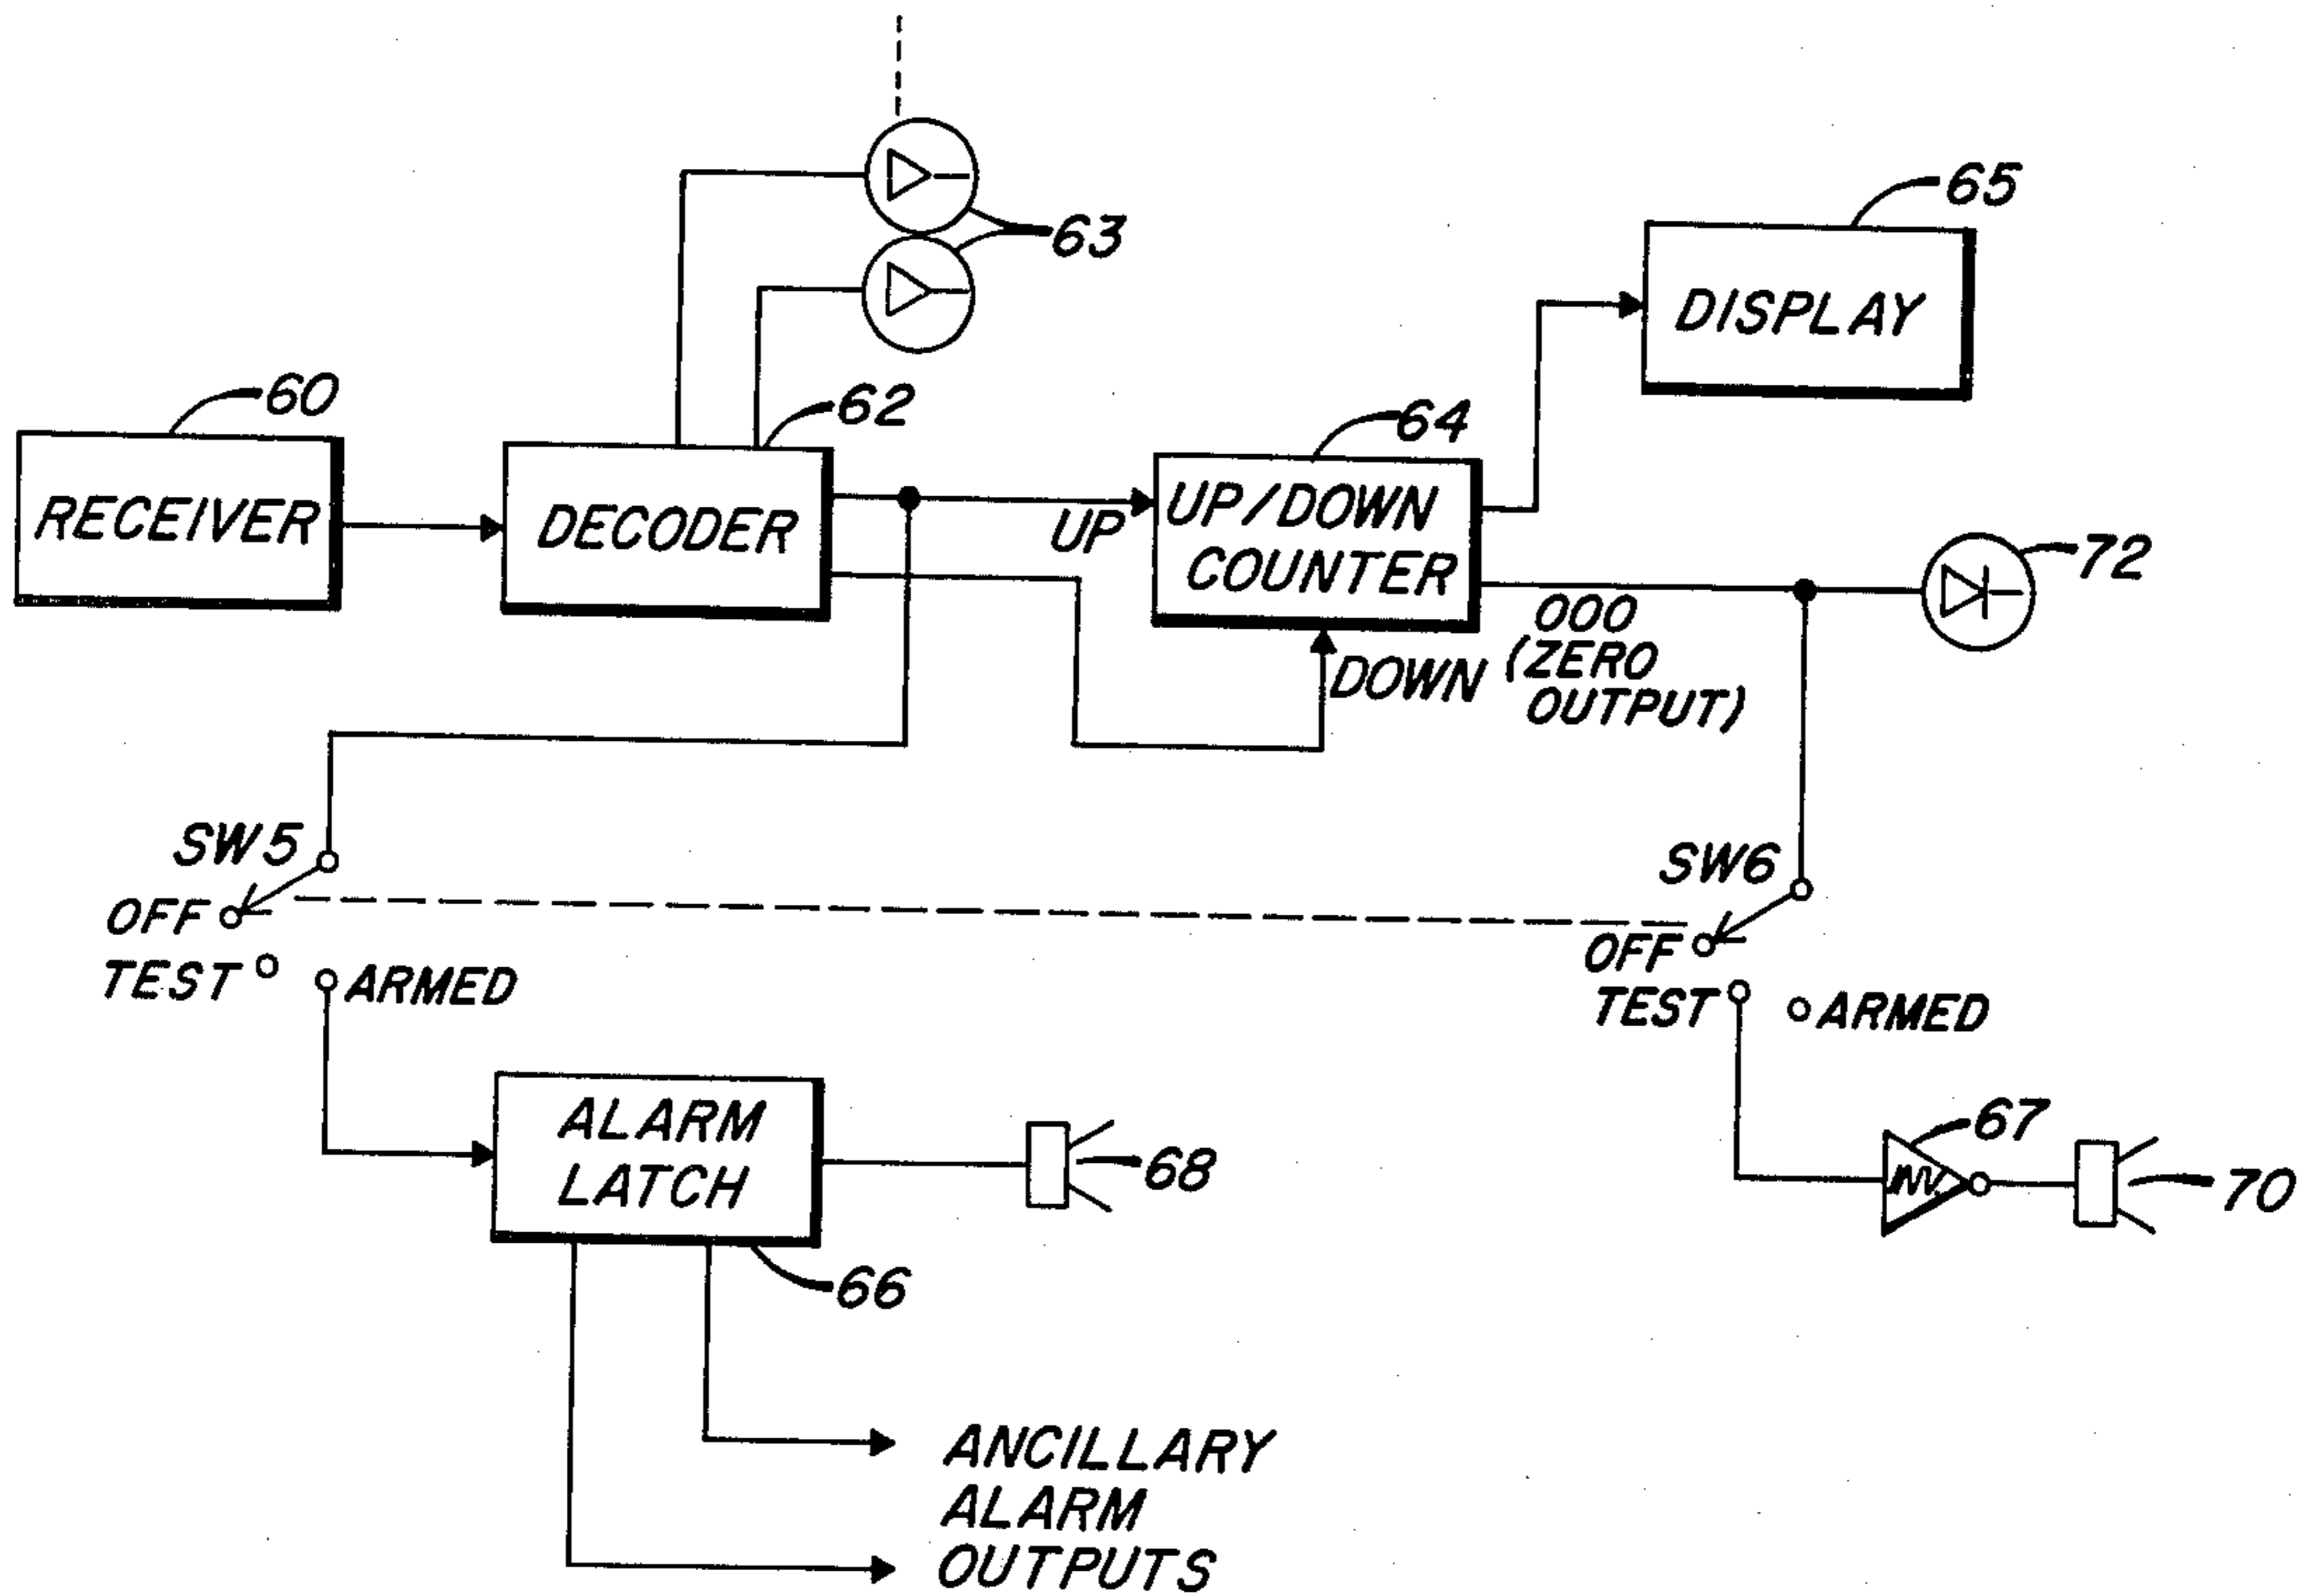 63
65
DISPLAY
60
RECEIVER
62
DECODER
UP
64
UP/DOWN
COUNTER
DOWN
000
(ZERO
OUTPUT)
72
SW5
OFF
TEST
ARMED
SW6
OFF
TEST
ARMED
ALARM
LATCH
66
68
INV.
67
70
ANCILLARY
ALARM
OUTPUTS